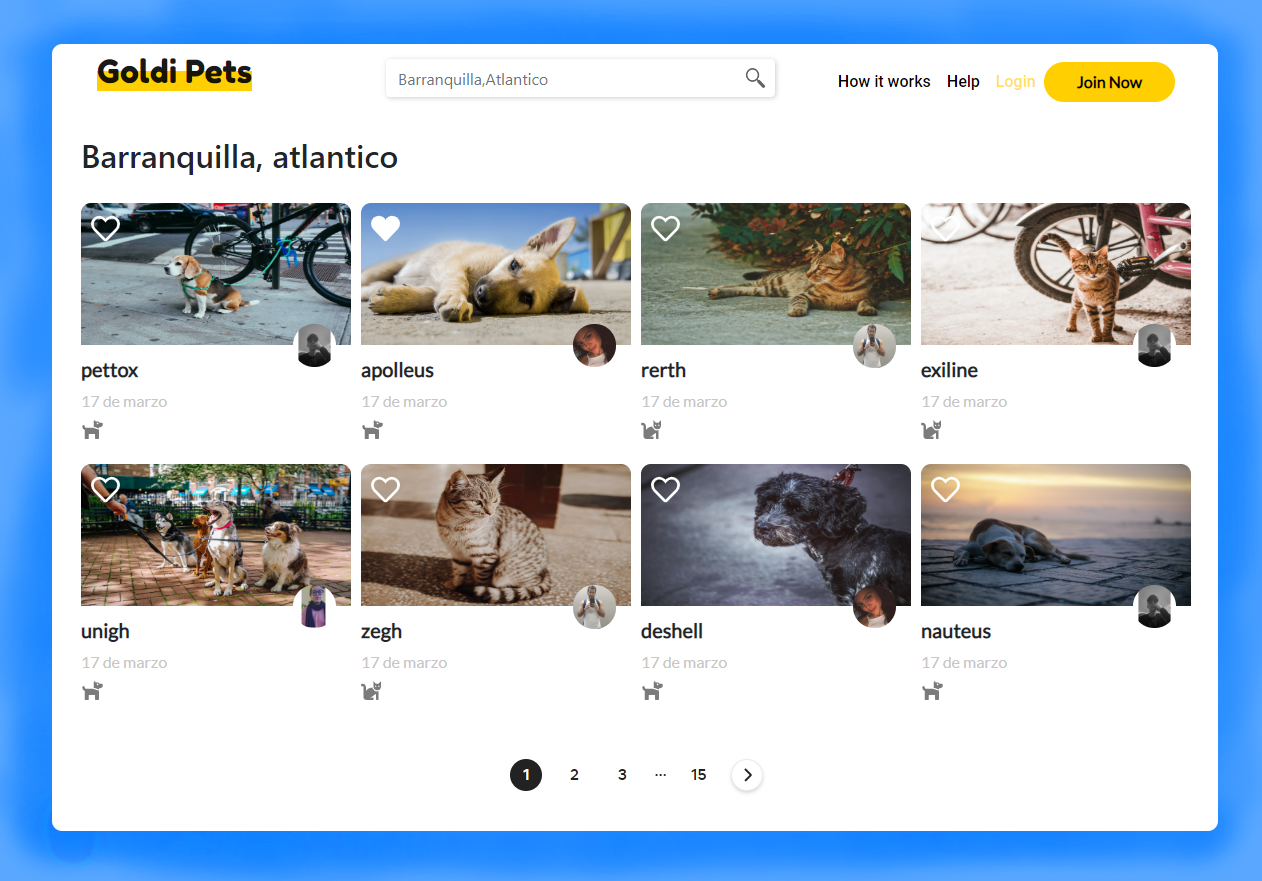 Goldi Pets
Barranquilla,Atlantico
How it works Help Login Join Now
Barranquilla, atlantico
pettox apolleus rerth exiline
17 de marzo 17 de marzo 17 de marzo 17 de marzo
unigh zegh deshell nauteus
17 de marzo 17 de marzo 17 de marzo 17 de marzo
1 2 3 ... 15